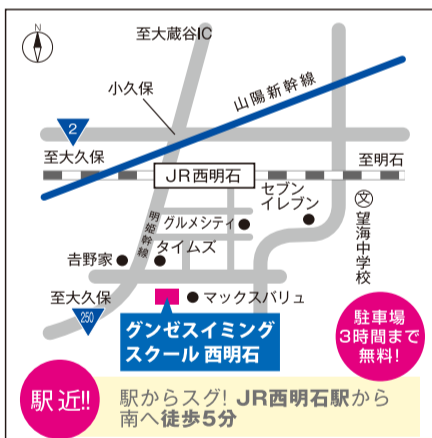 N
至大蔵谷IC
小久保
山陽新幹線
2
至大久保
至明石
JR西明石
セブン
イレブン
文
望海中学校
グルメシティ
明姫幹線
タイムズ
吉野家
至大久保
マックスバリュ
250
グンゼスイミング
スクール 西明石
駐車場
3時間まで
無料!
駅近!!
駅からスグ! JR西明石駅から
南へ徒歩5分